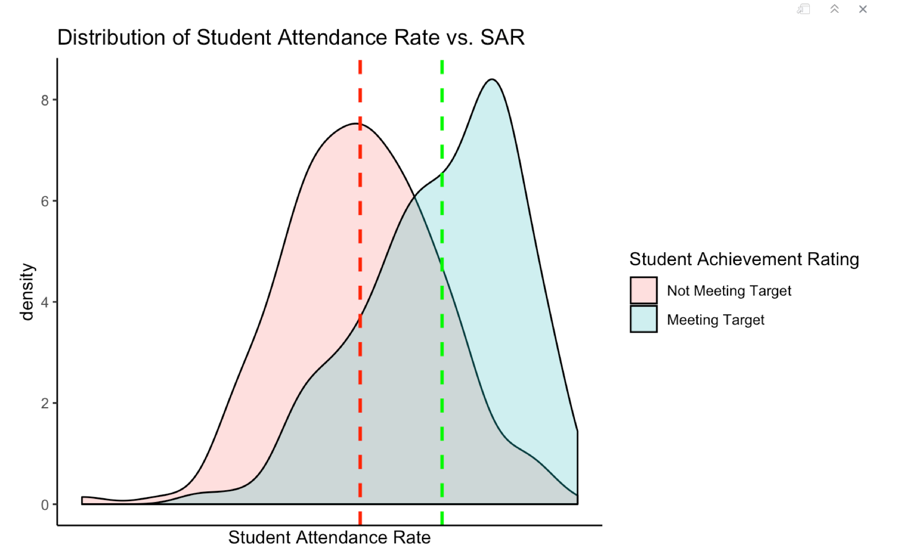 Distribution of Student Attendance Rate vs. SAR
8
6
4
2
0
density
Student Attendance Rate
Student Achievement Rating
Not Meeting Target
Meeting Target